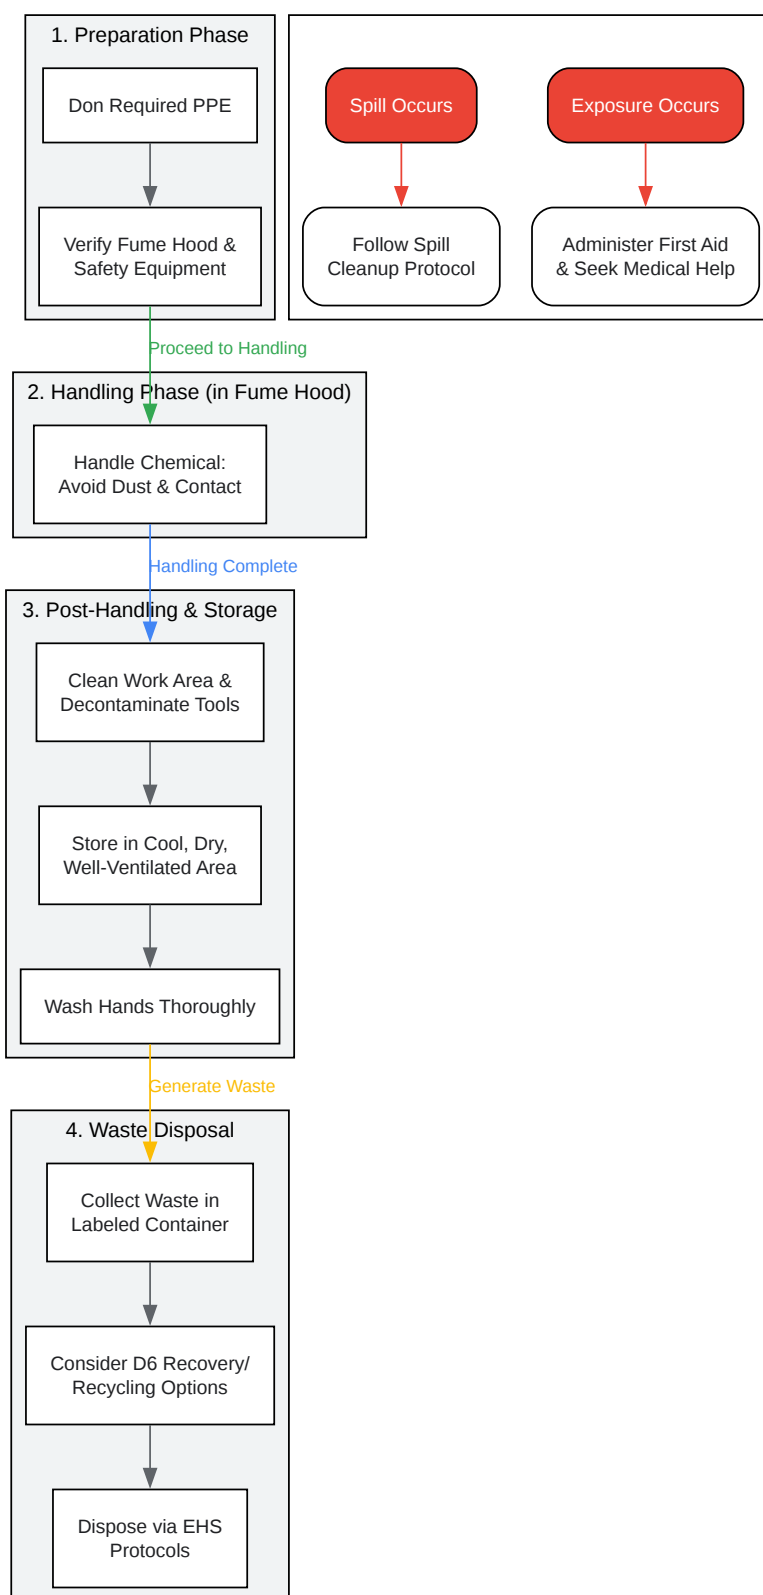 1. Preparation Phase
Don Required PPE
Verify Fume Hood &
Safety Equipment
Spill Occurs
Follow Spill
Cleanup Protocol
Exposure Occurs
Administer First Aid
& Seek Medical Help
Proceed to Handling
2. Handling Phase (in Fume Hood)
Handle Chemical:
Avoid Dust & Contact
Handling Complete
3. Post-Handling & Storage
Clean Work Area &
Decontaminate Tools
Store in Cool, Dry,
Well-Ventilated Area
Wash Hands Thoroughly
Generate Waste
4. Waste Disposal
Collect Waste in
Labeled Container
Consider D6 Recovery/
Recycling Options
Dispose via EHS
Protocols